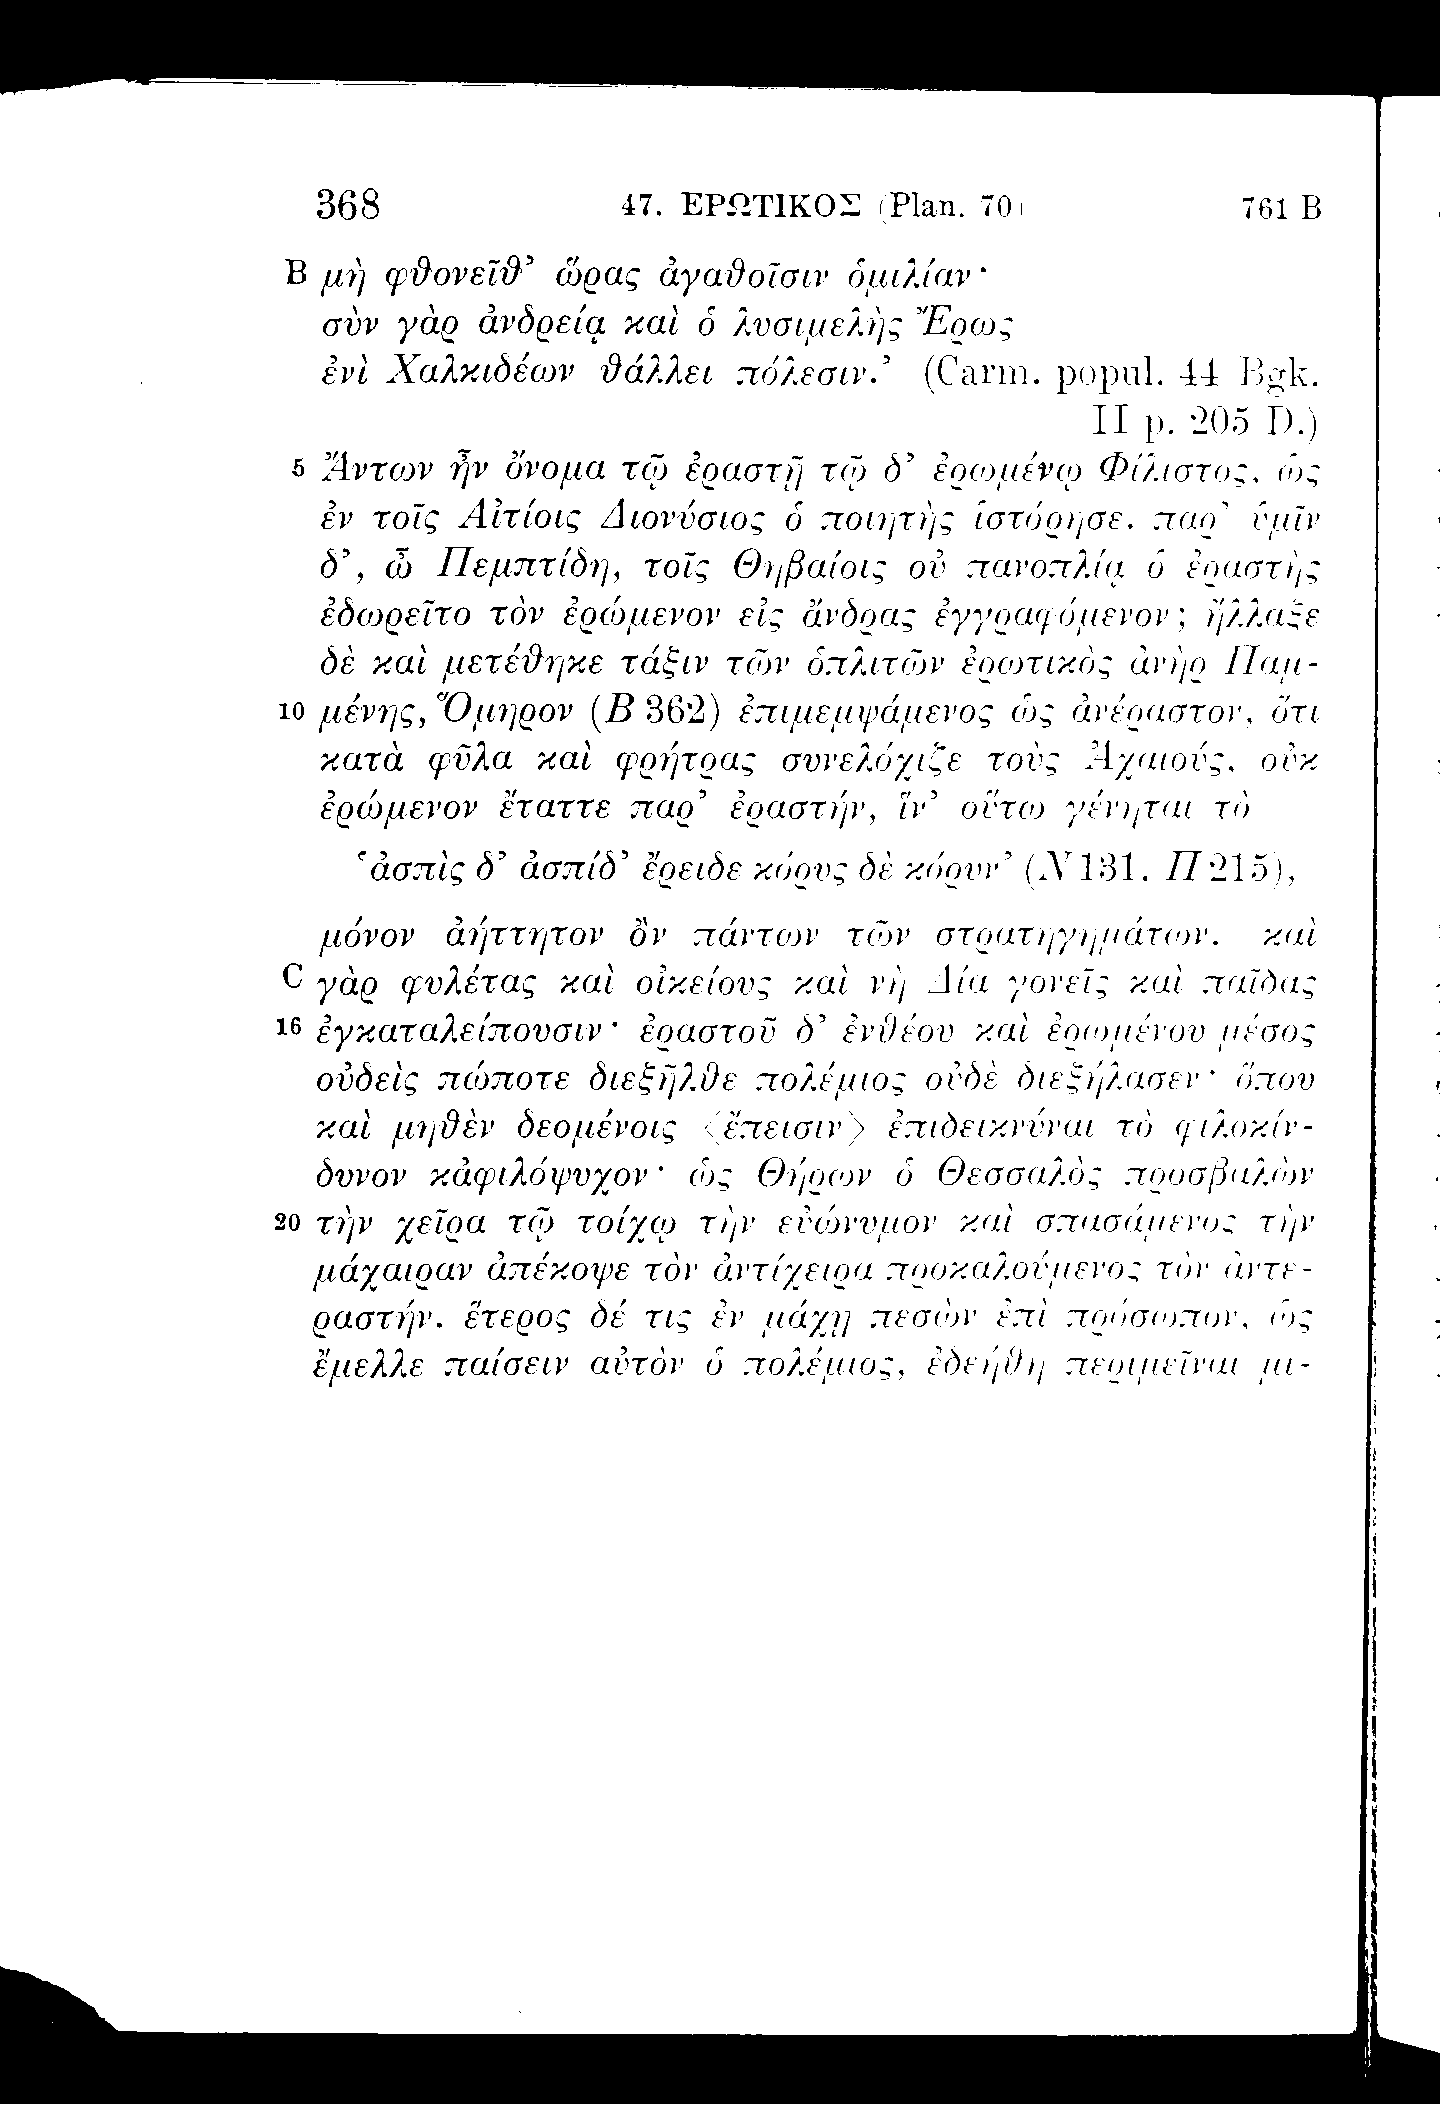 368 47. ΕΡΩΤΙΚΟΣ (Plan. 70) 761 B
B μὴ φθονεῖθ’ ὥρας ἀγαθοῖσιν ὁμιλίαν·
σὺν γὰρ ἀνδρείᾳ καὶ ὁ λυσιμελὴς Ἔρως
ἐνὶ Χαλκιδέων θάλλει πόλεσιν.’ (Carm. popul. 44 Bgk.
II p. 205 D.)
5 Ἄντων ἦν ὄνομα τῷ ἐραστῇ τῷ δ’ ἐρωμένῳ Φίλιστος, ὡς
ἐν τοῖς Αἰτίοις Διονύσιος ὁ ποιητὴς ἱστόρησε. παρ’ ὑμῖν
δ’, ὦ Πεμπτίδη, τοῖς Θηβαίοις οὐ πανοπλίᾳ ὁ ἐραστὴς
ἐδωρεῖτο τὸν ἐρώμενον εἰς ἄνδρας ἐγγραφόμενον; ἤλλαξε
δὲ καὶ μετέθηκε τάξιν τῶν ὁπλιτῶν ἐρωτικὸς ἀνὴρ Παμ-
10 μένης, Ὅμηρον (Β 362) ἐπιμεμψάμενος ὡς ἀνέραστον, ὅτι
κατὰ φῦλα καὶ φρήτρας συνελόχιζε τοὺς Ἀχαιούς, οὐκ
ἐρώμενον ἔταττε παρ’ ἐραστήν, ἵν’ οὕτω γένηται τὸ
‘ἀσπὶς δ’ ἀσπίδ’ ἔρειδε κόρυς δὲ κόρυν’ (Ν 131. Π 215),
μόνον ἀήττητον ὂν πάντων τῶν στρατηγημάτων. καὶ
C γὰρ φυλέτας καὶ οἰκείους καὶ νὴ Δία γονεῖς καὶ παῖδας
16 ἐγκαταλείπουσιν· ἐραστοῦ δ’ ἐνθέου καὶ ἐρωμένου μέσος
οὐδεὶς πώποτε διεξῆλθε πολέμιος οὐδὲ διεξήλασεν· ὅπου
καὶ μηθὲν δεομένοις <ἔπεισιν> ἐπιδεικνύναι τὸ φιλοκίν-
δυνον κἀφιλόψυχον· ὡς Θήρων ὁ Θεσσαλὸς προσβαλὼν
20 τὴν χεῖρα τῷ τοίχῳ τὴν εὐώνυμον καὶ σπασάμενος τὴν
μάχαιραν ἀπέκοψε τὸν ἀντίχειρα προκαλούμενος τὸν ἀντε-
ραστήν. ἕτερος δέ τις ἐν μάχῃ πεσὼν ἐπὶ πρόσωπον, ὡς
ἔμελλε παίσειν αὐτὸν ὁ πολέμιος, ἐδεήθη περιμεῖναι μι-